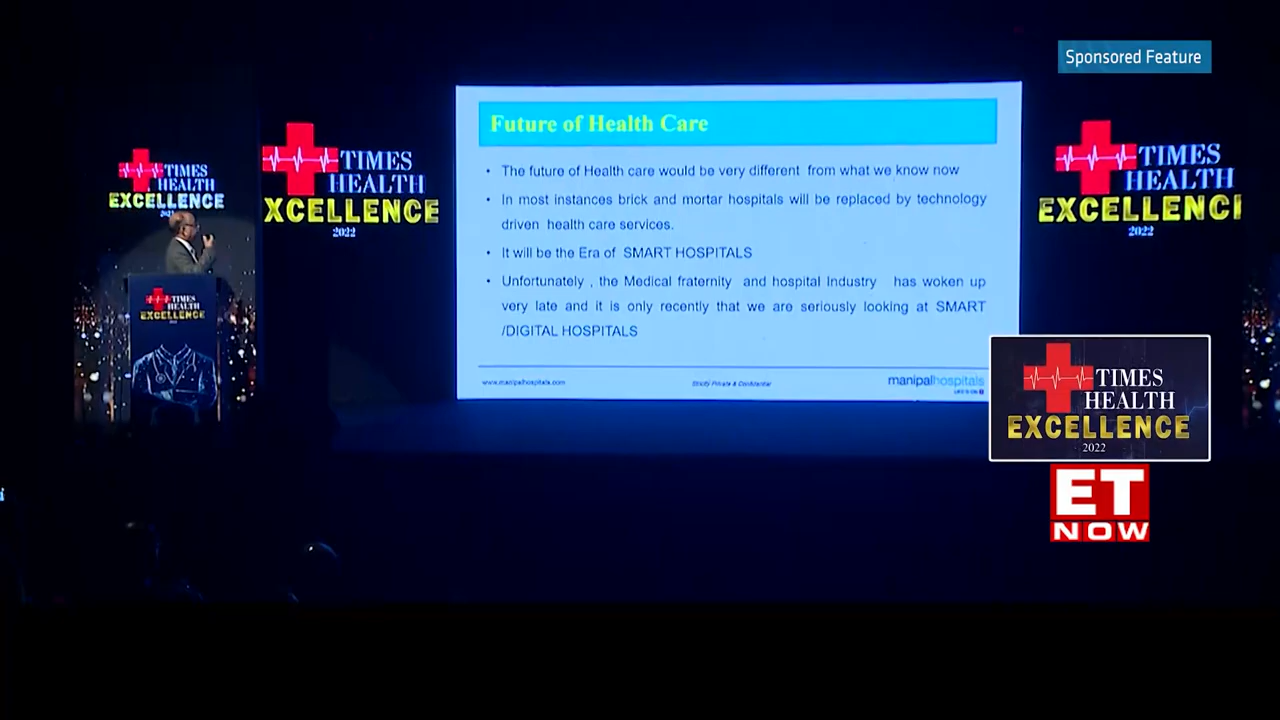 Sponsored Feature
TIMES
HEALTH
EXCELLENCE
TIMES
HEALTH
XCELLENCE
2022
Future of Health Care
• The future of Health care would be very different from what we know now
• In most instances brick and mortar hospitals will be replaced by technology
driven health care services.
• It will be the Era of SMART HOSPITALS
• Unfortunately , the Medical fraternity and hospital Industry has woken up
very late and it is only recently that we are seriously looking at SMART
/DIGITAL HOSPITALS
www.manipalhospitals.com
Strictly Private & Confidential
manipalhospitals
TIMES
HEALTH
EXCELLENCI
2022
TIMES
HEALTH
EXCELLENCE
TIMES
HEALTH
EXCELLENCE
2022
ET
NOW